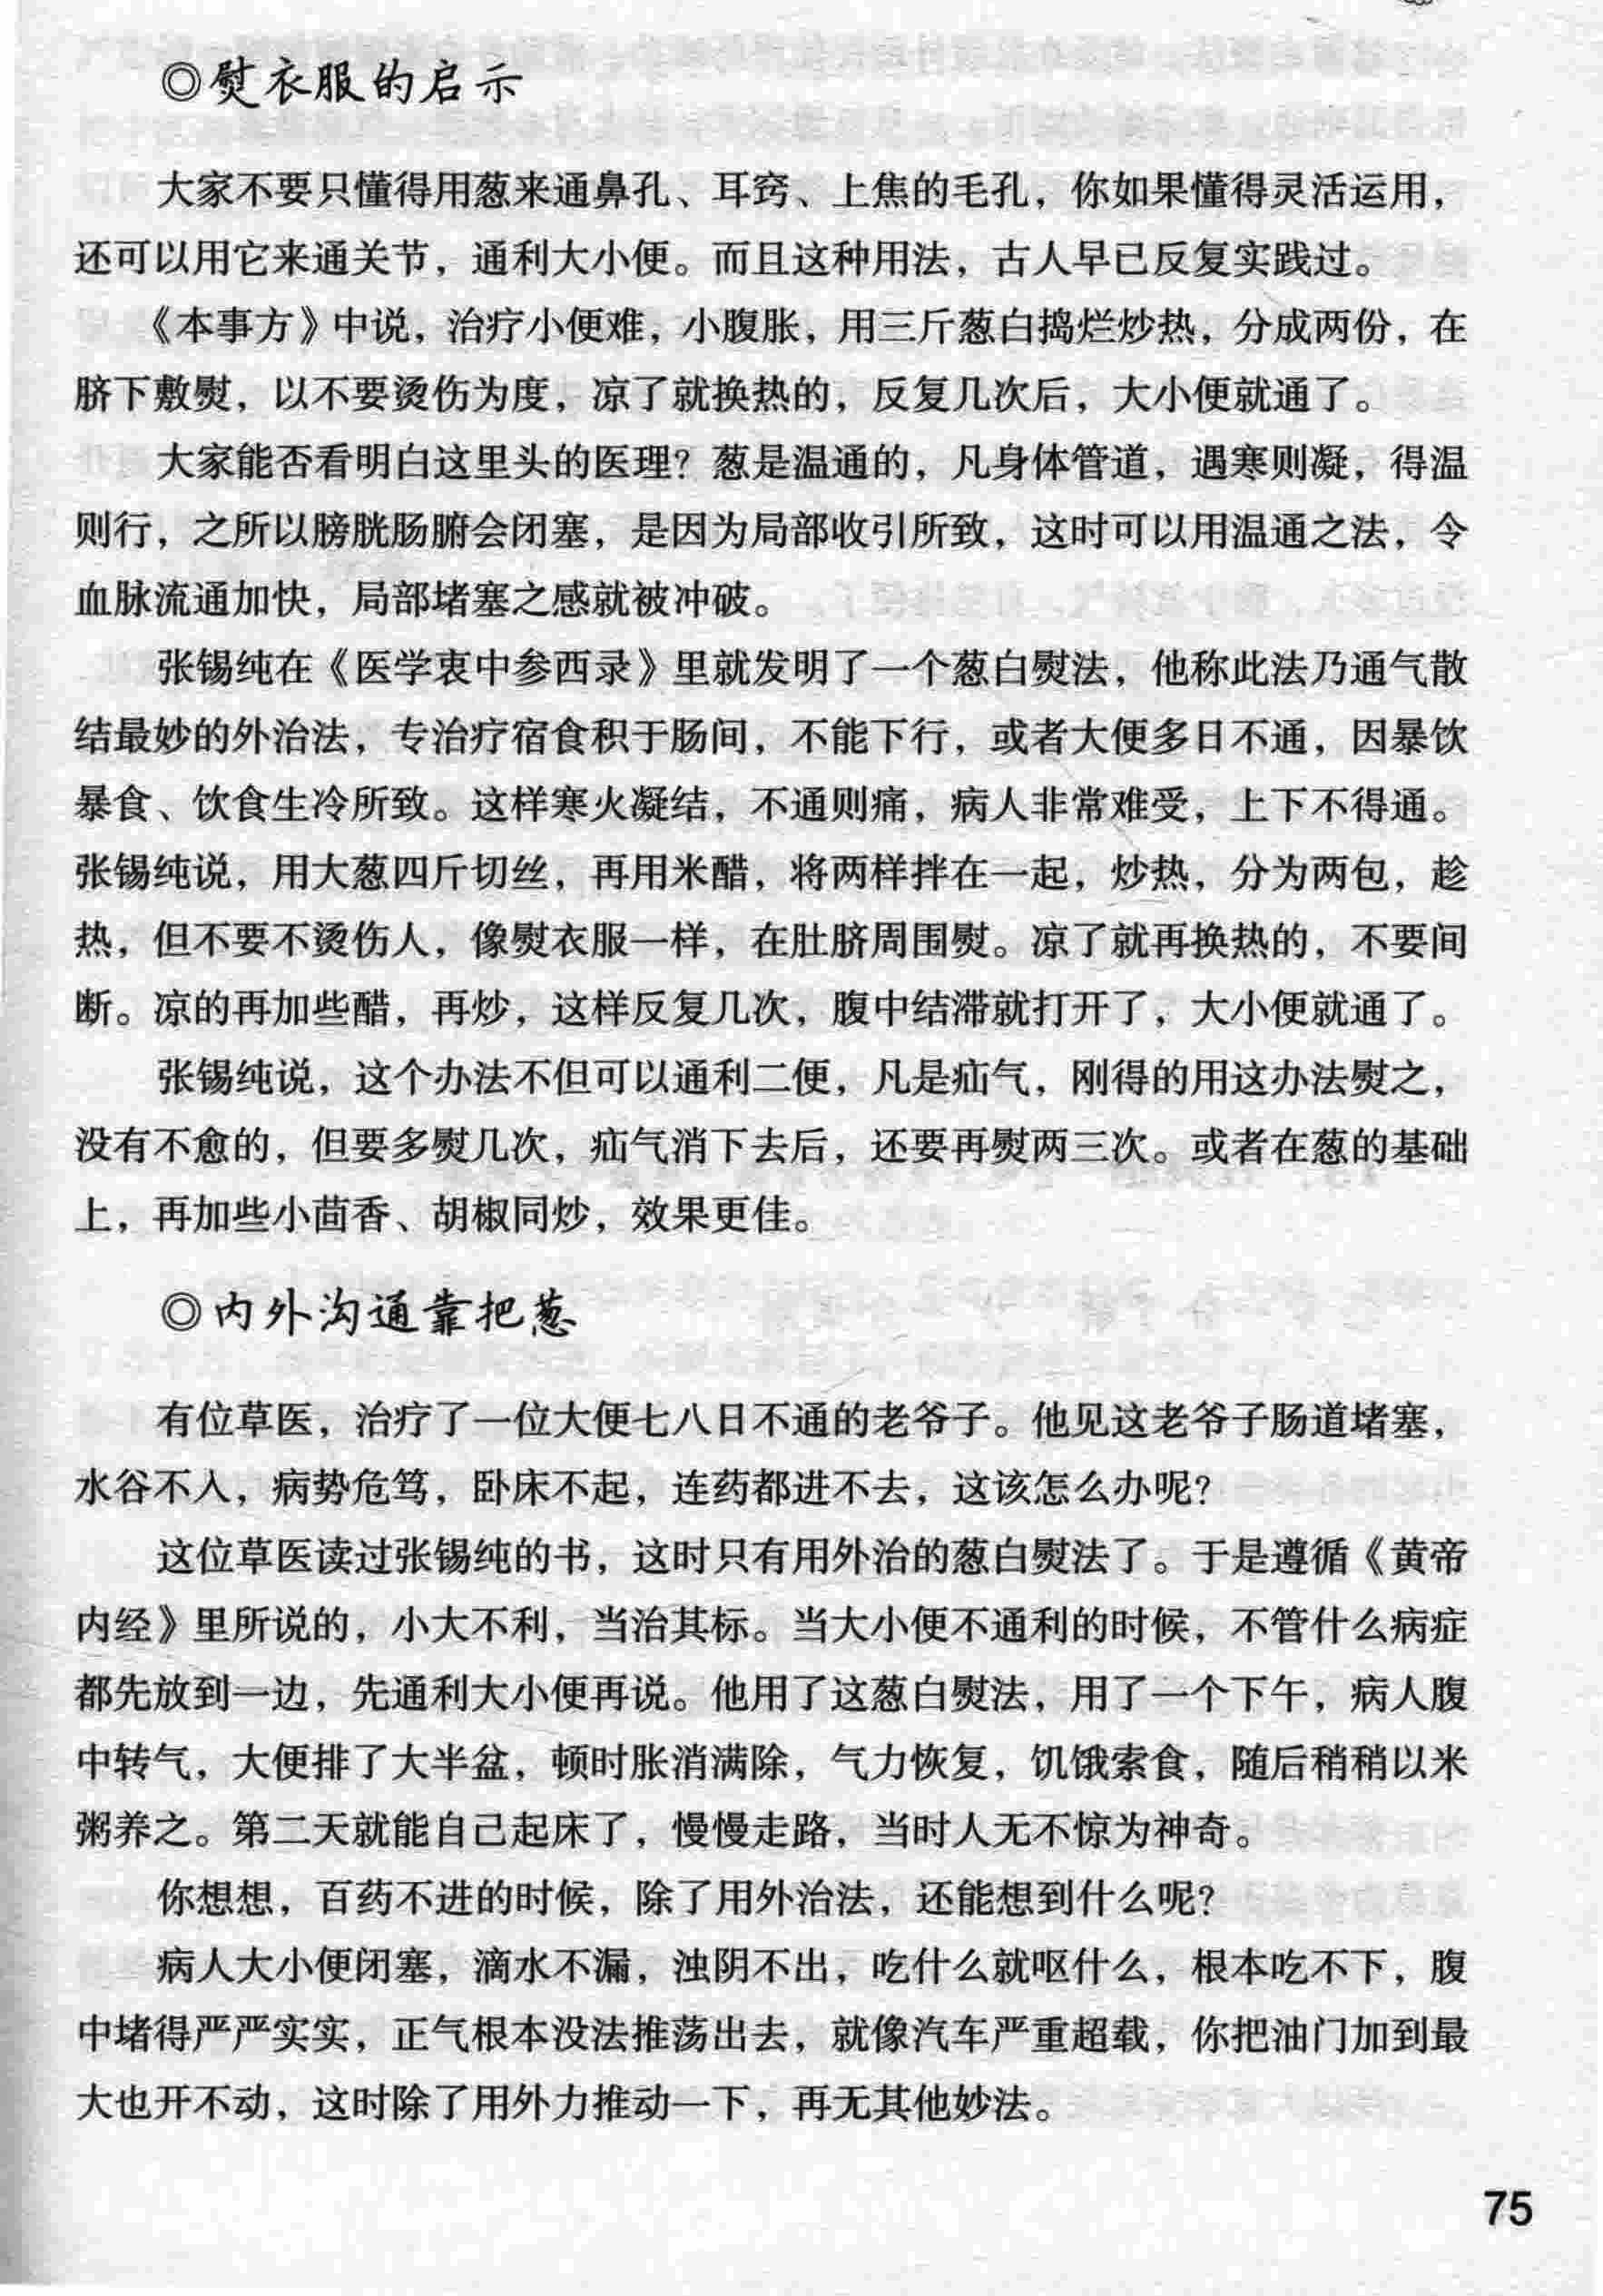 ◎熨衣服的启示
大家不要只懂得用葱来通鼻孔、耳窍、上焦的毛孔，你如果懂得灵活运用，
还可以用它来通关节，通利大小便。而且这种用法，古人早已反复实践过。
《本事方》中说，治疗小便难，小腹胀，用三斤葱白捣烂炒热，分成两份，在
脐下敷熨，以不要烫伤为度，凉了就换热的，反复几次后，大小便就通了。
大家能否看明白这里头的医理？葱是温通的，凡身体管道，遇寒则凝，得温
则行，之所以膀胱肠腑会闭塞，是因为局部收引所致，这时可以用温通之法，令
血脉流通加快，局部堵塞之感就被冲破。
张锡纯在《医学衷中参西录》里就发明了一个葱白熨法，他称此法乃通气散
结最妙的外治法，专治疗宿食积于肠间，不能下行，或者大便多日不通，因暴饮
暴食、饮食生冷所致。这样寒火凝结，不通则痛，病人非常难受，上下不得通。
张锡纯说，用大葱四斤切丝，再用米醋，将两样拌在一起，炒热，分为两包，趁
热，但不要不烫伤人，像熨衣服一样，在肚脐周围熨。凉了就再换热的，不要间
断。凉的再加些醋，再炒，这样反复几次，腹中结滞就打开了，大小便就通了。
张锡纯说，这个办法不但可以通利二便，凡是疝气，刚得的用这办法熨之，
没有不愈的，但要多熨几次，疝气消下去后，还要再熨两三次。或者在葱的基础
上，再加些小茴香、胡椒同炒，效果更佳。
◎内外沟通靠把葱
有位草医，治疗了一位大便七八日不通的老爷子。他见这老爷子肠道堵塞，
水谷不入，病势危笃，卧床不起，连药都进不去，这该怎么办呢？
这位草医读过张锡纯的书，这时只有用外治的葱白熨法了。于是遵循《黄帝
内经》里所说的，小大不利，当治其标。当大小便不通利的时候，不管什么病症
都先放到一边，先通利大小便再说。他用了这葱白熨法，用了一个下午，病人腹
中转气，大便排了大半盆，顿时胀消满除，气力恢复，饥饿索食，随后稍稍以米
粥养之。第二天就能自己起床了，慢慢走路，当时人无不惊为神奇。
你想想，百药不进的时候，除了用外治法，还能想到什么呢？
病人大小便闭塞，滴水不漏，浊阴不出，吃什么就呕什么，根本吃不下，腹
中堵得严严实实，正气根本没法推荡出去，就像汽车严重超载，你把油门加到最
大也开不动，这时除了用外力推动一下，再无其他妙法。
75